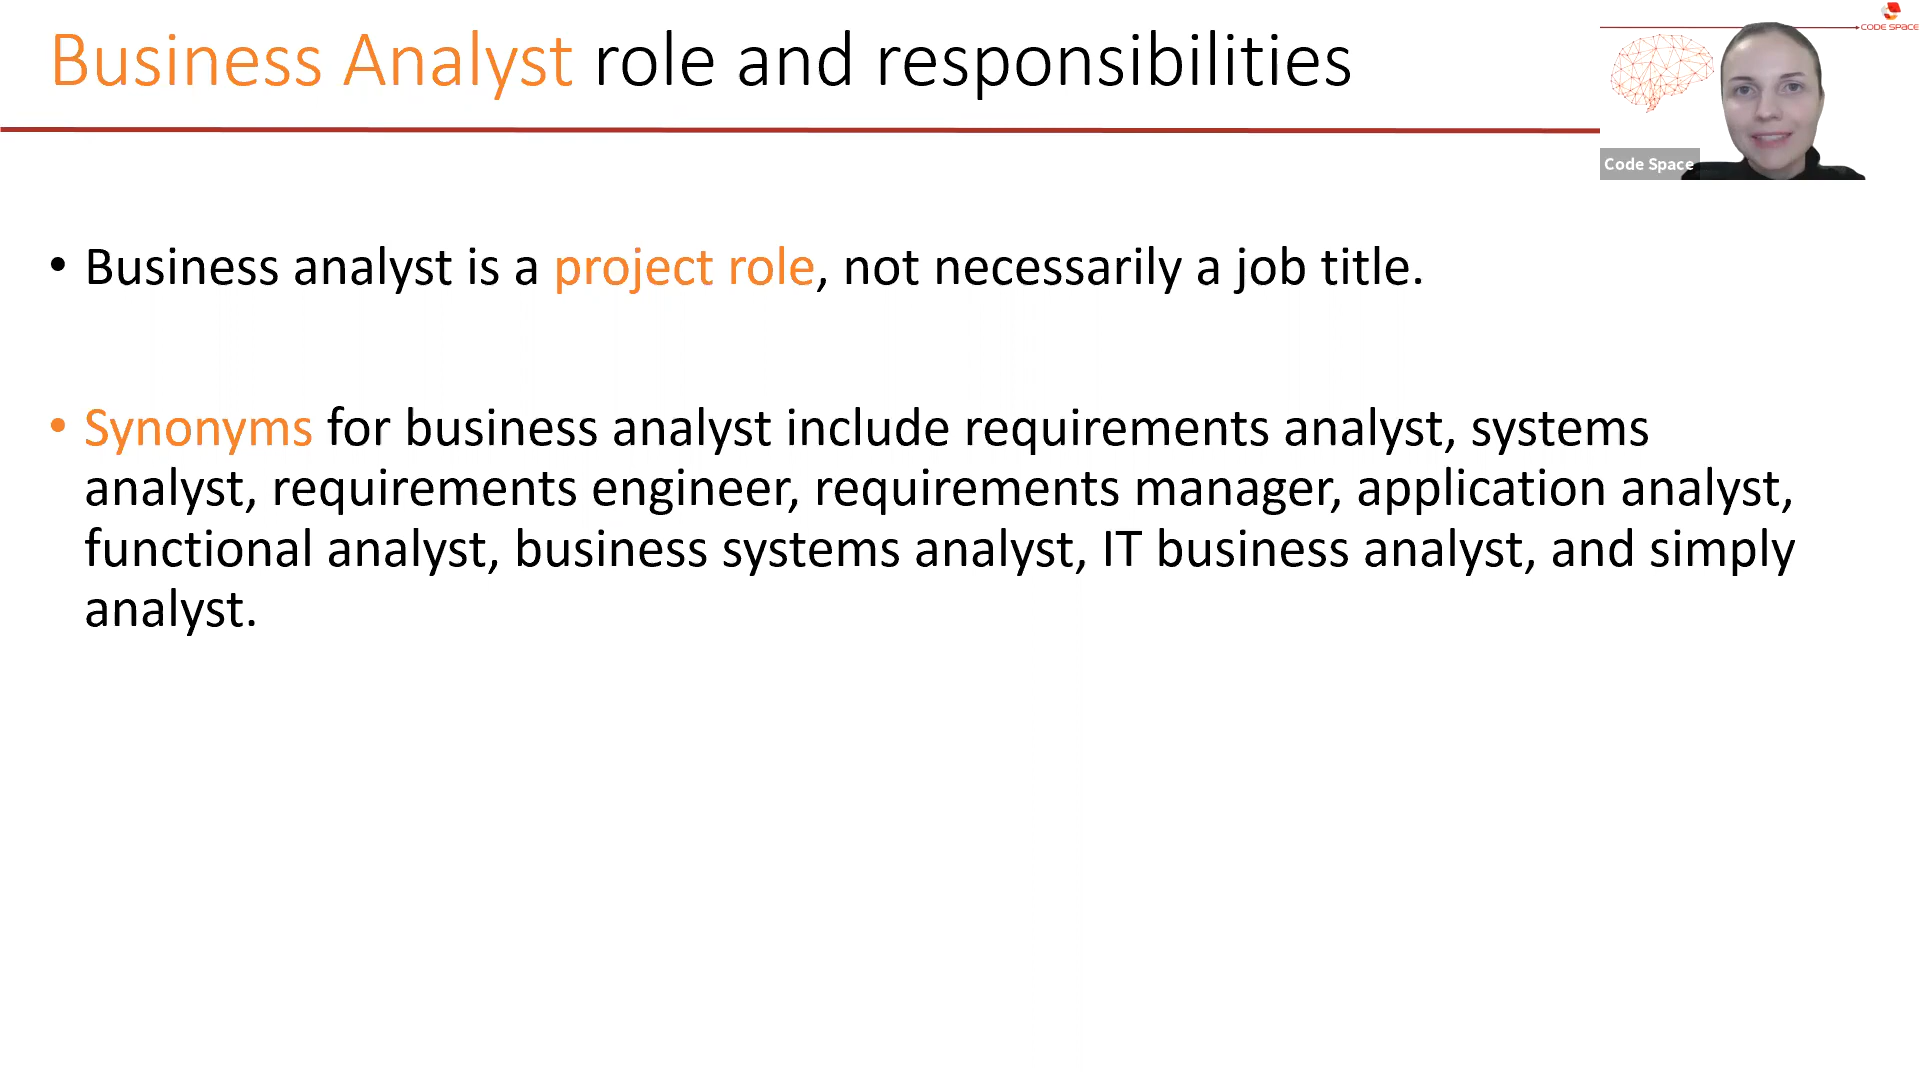 Business Analyst role and responsibilities
CODE SPACE
Code Space
• Business analyst is a project role, not necessarily a job title.
• Synonyms for business analyst include requirements analyst, systems
analyst, requirements engineer, requirements manager, application analyst,
functional analyst, business systems analyst, IT business analyst, and simply
analyst.